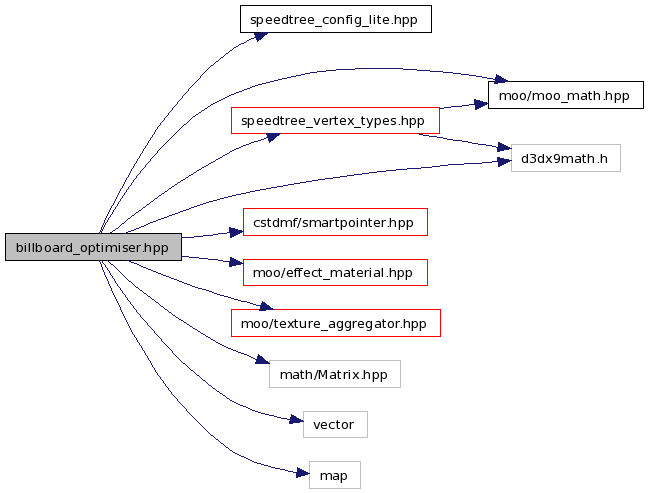 speedtree_config_lite.hpp
moo/moo_math.hpp
speedtree_vertex_types.hpp
d3dx9math.h
cstdmf/smartpointer.hpp
billboard_optimiser.hpp
moo/effect_material.hpp
moo/texture_aggregator.hpp
math/Matrix.hpp
vector
map